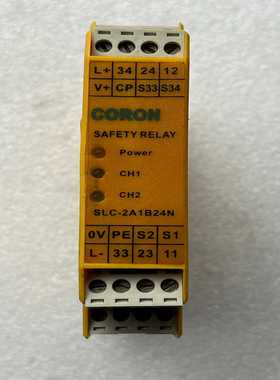 L+ 34 24 12
V+ CP S33 S34
CORON
SAFETY RELAY
Power
CH1
CH2
SLC-2A1B24N
0V PE S2 S1
L- 33 23 11